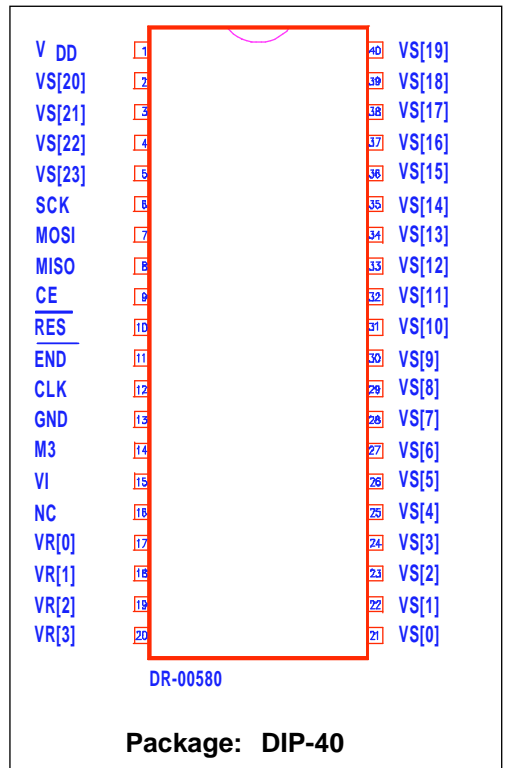 V DD 1 40 VS[19]
VS[20] 2 39 VS[18]
VS[21] 3 38 VS[17]
VS[22] 4 37 VS[16]
VS[23] 5 36 VS[15]
SCK 6 35 VS[14]
MOSI 7 34 VS[13]
MISO 8 33 VS[12]
CE 9 32 VS[11]
RES 10 31 VS[10]
END 11 30 VS[9]
CLK 12 29 VS[8]
GND 13 28 VS[7]
M3 14 27 VS[6]
VI 15 26 VS[5]
NC 16 25 VS[4]
VR[0] 17 24 VS[3]
VR[1] 18 23 VS[2]
VR[2] 19 22 VS[1]
VR[3] 20 21 VS[0]
DR-00580
Package: DIP-40